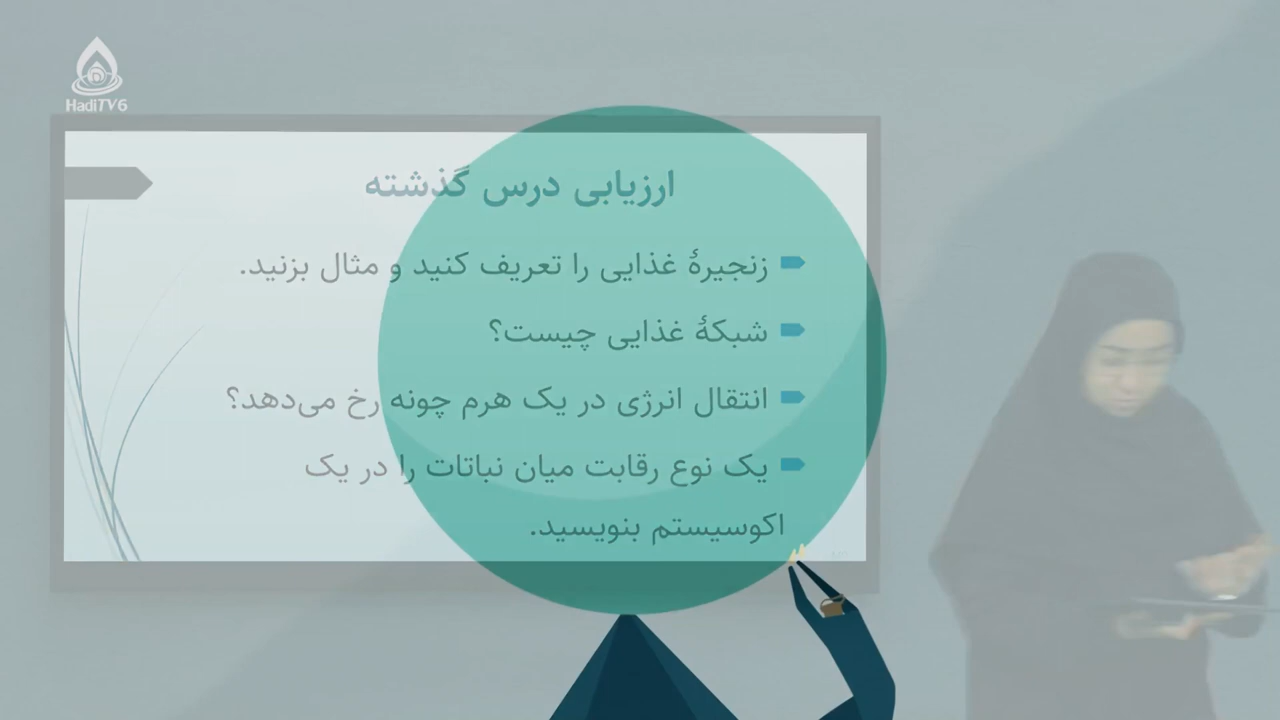 HadiTV6
ارزیابی درس گذشته
زنجیرهٔ غذایی را تعریف کنید و مثال بزنید.
شبکهٔ غذایی چیست؟
انتقال انرژی در یک هرم چونه رخ می‌دهد؟
یک نوع رقابت میان نباتات را در یک
اکوسیستم بنویسید.